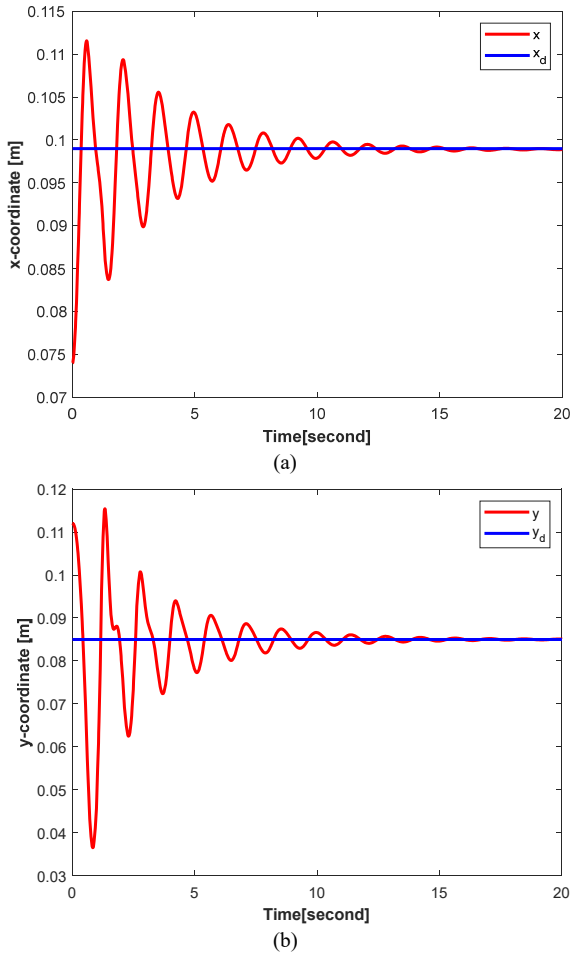 0.115
0.11
0.105
0.1
0.095
0.09
0.085
0.08
0.075
0.07
x-coordinate [m]
x
x_d
0 5 10 15 20
Time[second]
(a)
0.12
0.11
0.1
0.09
0.08
0.07
0.06
0.05
0.04
0.03
y-coordinate [m]
y
y_d
0 5 10 15 20
Time[second]
(b)